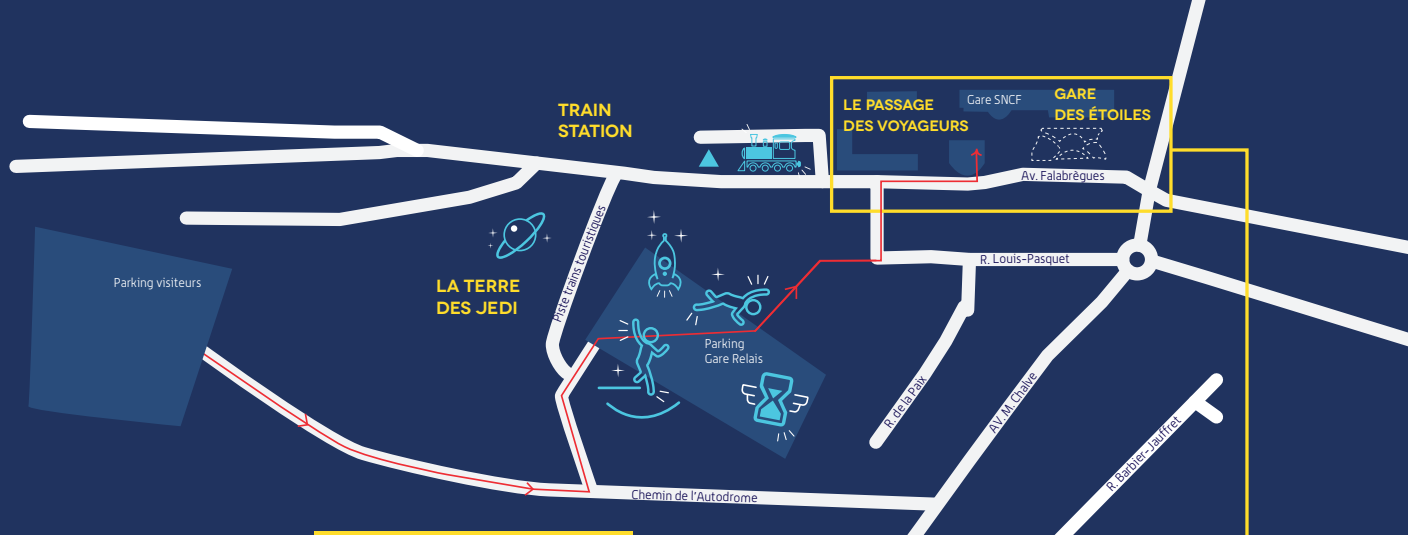 TRAIN
STATION
LE PASSAGE
DES VOYAGEURS
Gare SNCF
GARE
DES ÉTOILES
Av. Falabrègues
Piste trains touristiques
LA TERRE
DES JEDI
Parking visiteurs
R. Louis-Pasquet
Parking
Gare Relais
R. de la Paix
AV. M. Chalve
R. Barbier-Jauffret
Chemin de l'Autodrome